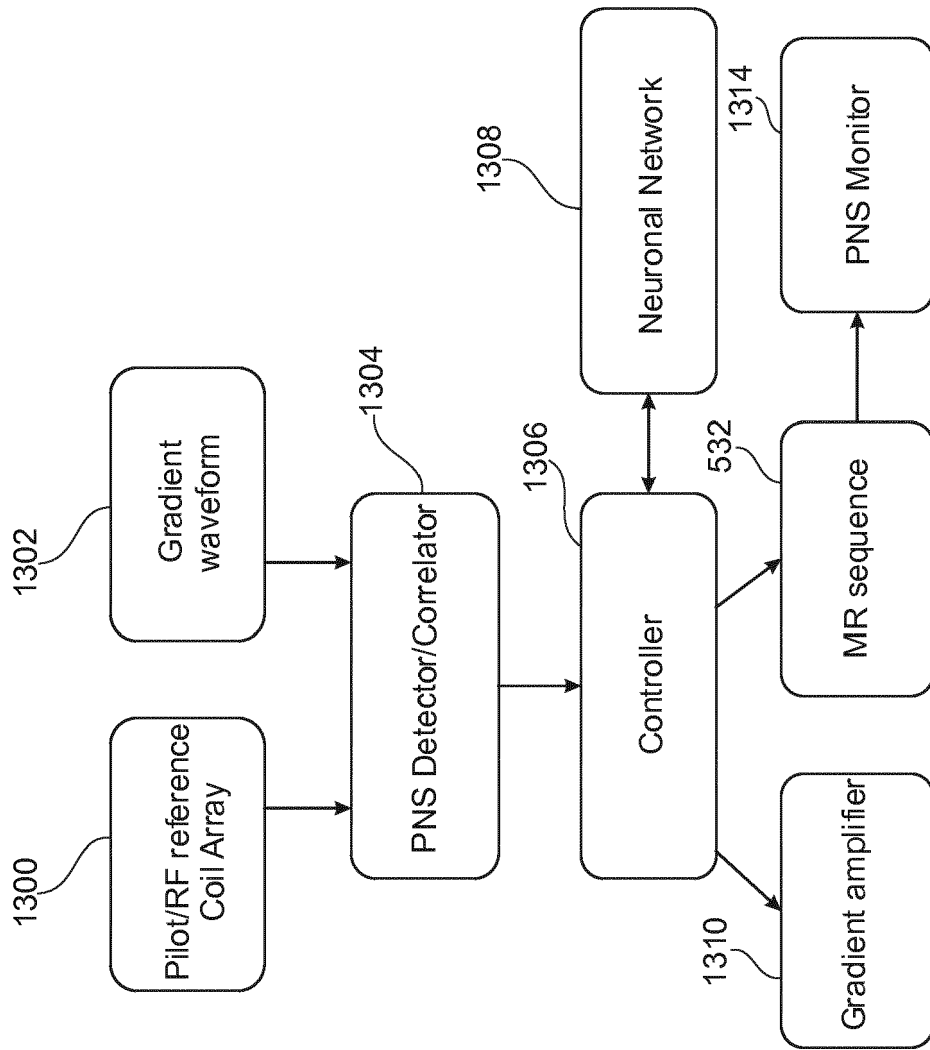 1300
Pilot/RF reference
Coil Array
1302
Gradient
waveform
1304
PNS Detector/Correlator
1306
Controller
1308
Neuronal Network
1310
Gradient amplifier
532
MR sequence
1314
PNS Monitor